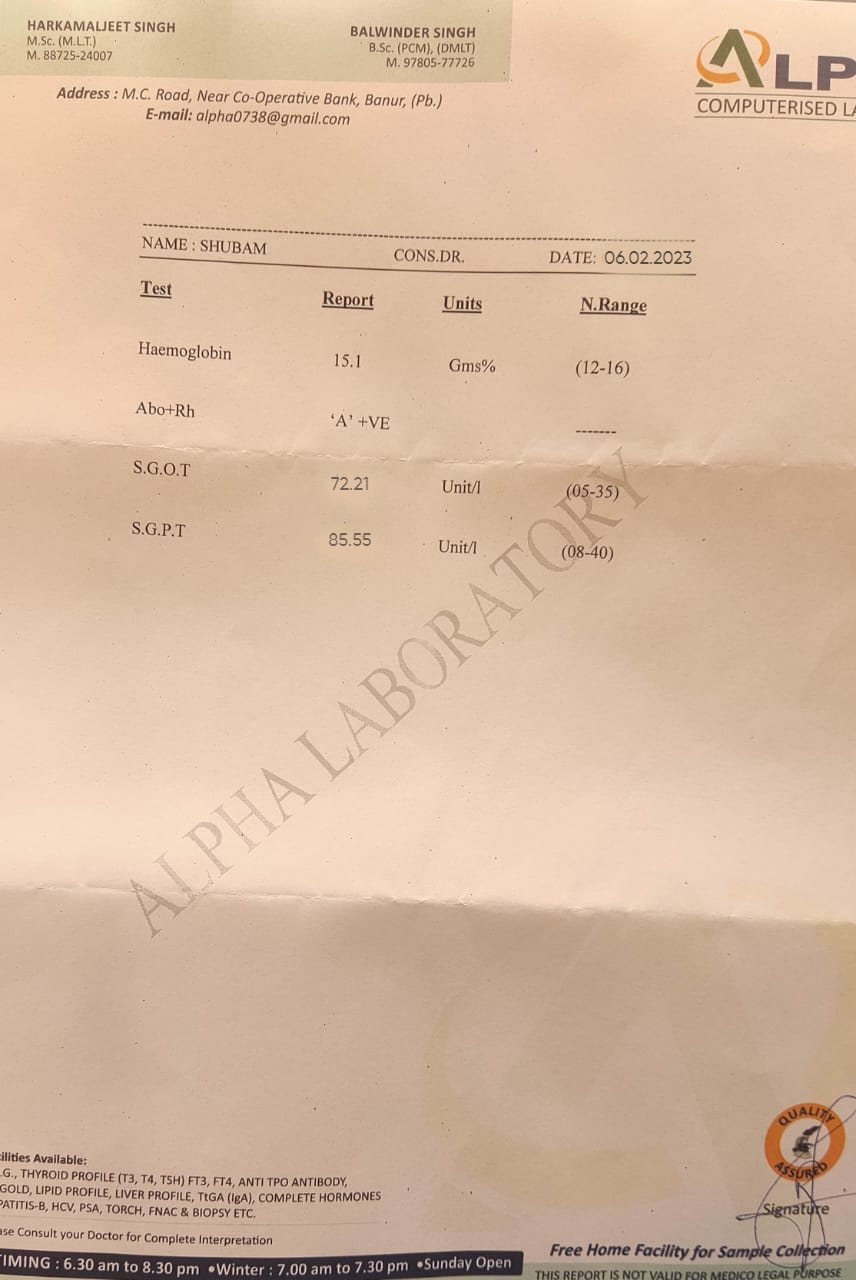 HARKAMALJEET SINGH
M.Sc. (M.L.T.)
M. 88725-24007
BALWINDER SINGH
B.Sc. (PCM), (DMLT)
M. 97805-77726
ALP
COMPUTERISED LA
Address : M.C. Road, Near Co-Operative Bank, Banur, (Pb.)
E-mail: alpha0738@gmail.com
NAME : SHUBAM CONS.DR. DATE: 06.02.2023
Test Report Units N.Range
Haemoglobin 15.1 Gms% (12-16)
Abo+Rh 'A' +VE -------
S.G.O.T 72.21 Unit/l (05-35)
S.G.P.T 85.55 Unit/l (08-40)
ALPHA LABORATORY
QUALITY
ASSURED
Signature
ilities Available:
.G., THYROID PROFILE (T3, T4, TSH) FT3, FT4, ANTI TPO ANTIBODY,
GOLD, LIPID PROFILE, LIVER PROFILE, TtGA (IgA), COMPLETE HORMONES
PATITIS-B, HCV, PSA, TORCH, FNAC & BIOPSY ETC.
ase Consult your Doctor for Complete Interpretation
TIMING : 6.30 am to 8.30 pm •Winter : 7.00 am to 7.30 pm •Sunday Open
Free Home Facility for Sample Collection
THIS REPORT IS NOT VALID FOR MEDICO LEGAL PURPOSE